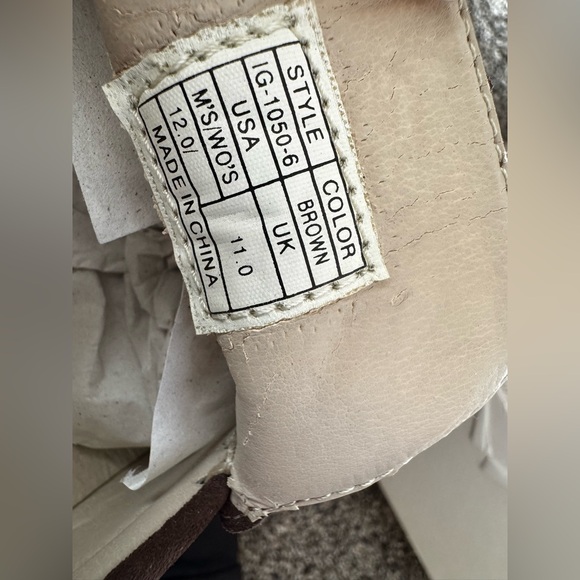 STYLE COLOR
IG-1050-6 BROWN
USA UK
M'S/WO'S
12.0/ 11.0
MADE IN CHINA